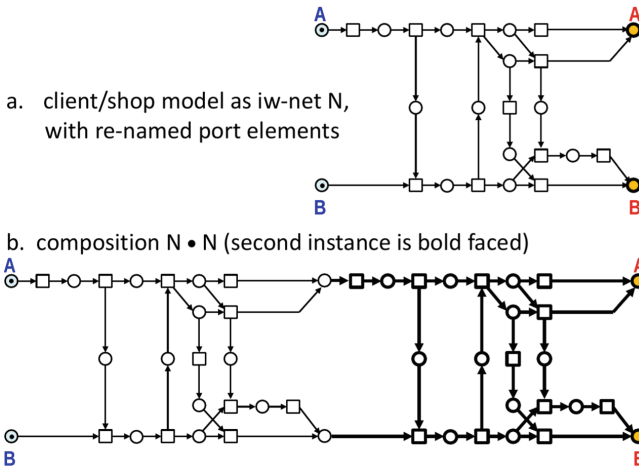 A A
a. client/shop model as iw-net N,
with re-named port elements
B B
b. composition N • N (second instance is bold faced)
A A
B B